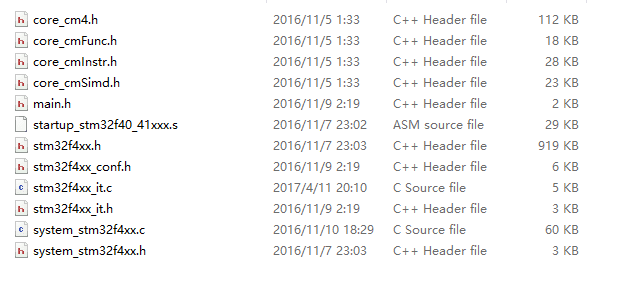 core_cm4.h 2016/11/5 1:33 C++ Header file 112 KB
core_cmFunc.h 2016/11/5 1:33 C++ Header file 18 KB
core_cmInstr.h 2016/11/5 1:33 C++ Header file 28 KB
core_cmSimd.h 2016/11/5 1:33 C++ Header file 23 KB
main.h 2016/11/9 2:19 C++ Header file 2 KB
startup_stm32f40_41xxx.s 2016/11/7 23:02 ASM source file 29 KB
stm32f4xx.h 2016/11/7 23:03 C++ Header file 919 KB
stm32f4xx_conf.h 2016/11/9 2:19 C++ Header file 6 KB
stm32f4xx_it.c 2017/4/11 20:10 C Source file 5 KB
stm32f4xx_it.h 2016/11/9 2:19 C++ Header file 3 KB
system_stm32f4xx.c 2016/11/10 18:29 C Source file 60 KB
system_stm32f4xx.h 2016/11/7 23:03 C++ Header file 3 KB